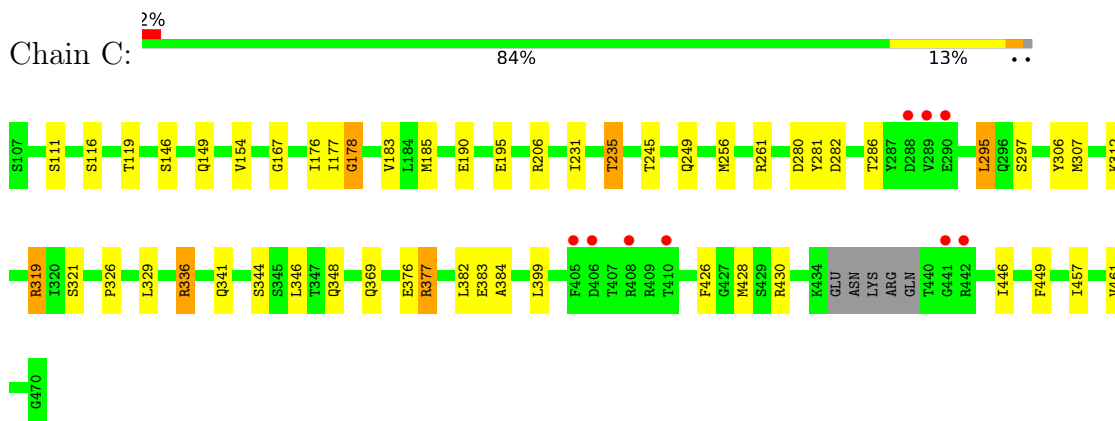 2%
Chain C:
84% 13% • •
S107 S111 S116 T119 S146 Q149 V154 G167 I176 I177 G178 V183 L184 M185 E190 E195 R206 I231 T235 T245 Q249 M256 R261 D280 Y281 D282 T286 Y287 D288 V289 E290 L295 Q296 S297 Y306 M307 K312
R319 I320 S321 P326 L329 R336 Q341 S344 S345 L346 T347 Q348 Q369 E376 R377 L382 E383 A384 L399 F405 D406 T407 R408 R409 T410 F426 G427 M428 S429 R430 K434 GLU ASN LYS ARG GLN T440 G441 R442 I446 F449 I457 V461
G470